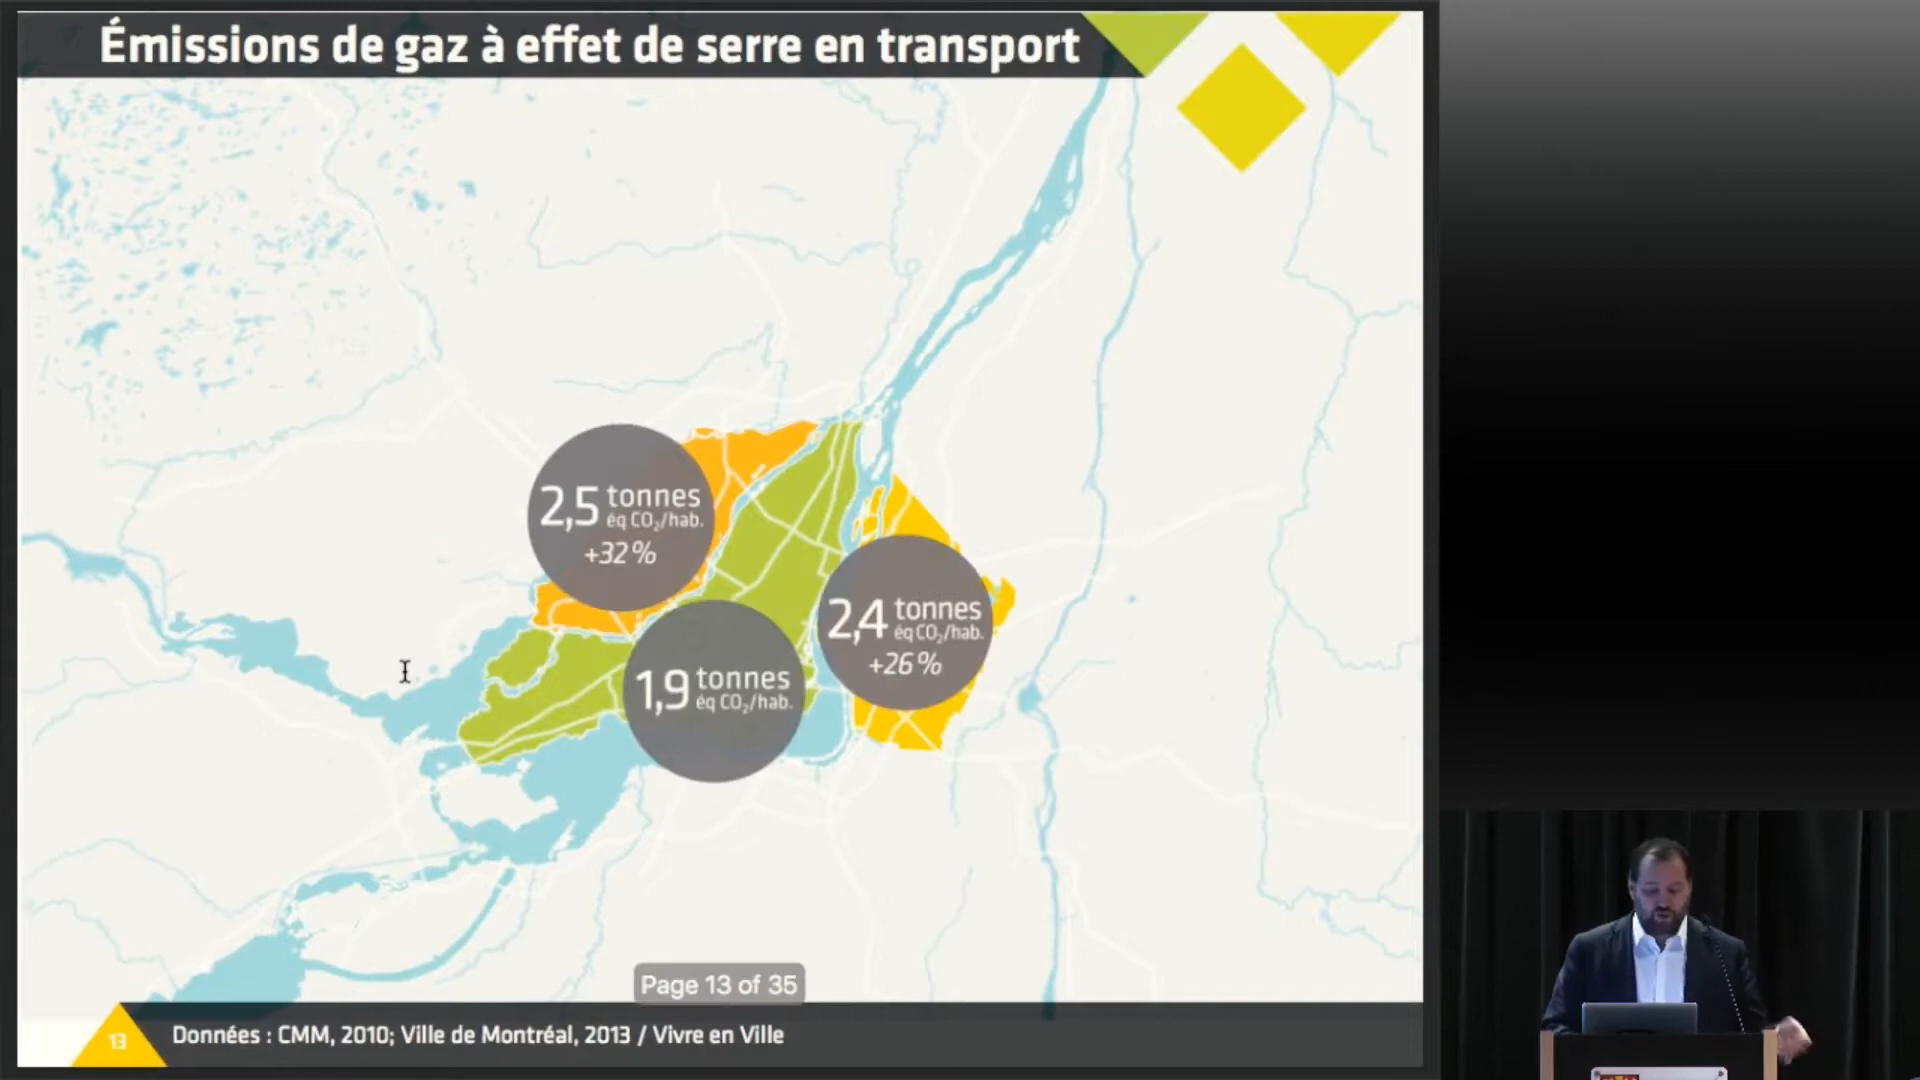 Émissions de gaz à effet de serre en transport
2,5 tonnes
éq CO₂/hab.
+32%
2,4 tonnes
éq CO₂/hab.
+26%
1,9 tonnes
éq CO₂/hab.
Page 13 of 35
13
Données : CMM, 2010; Ville de Montréal, 2013 / Vivre en Ville